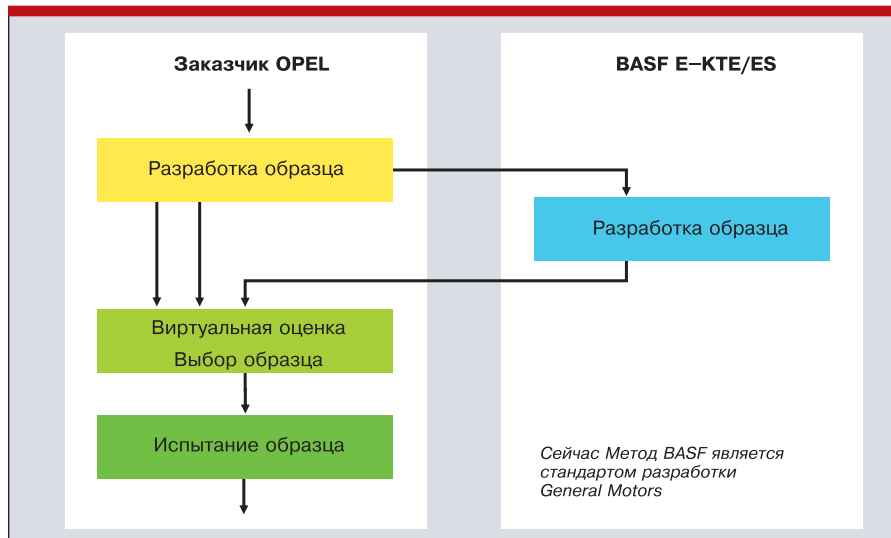 Заказчик OPEL
BASF E–KTE/ES
Разработка образца
Разработка образца
Виртуальная оценка
Выбор образца
Испытание образца
Сейчас Метод BASF является
стандартом разработки
General Motors